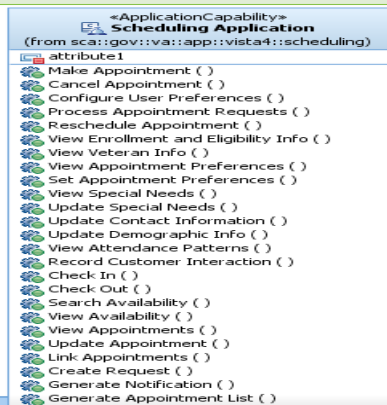 «ApplicationCapability»
Scheduling Application
(from sca::gov::va::app::vista4::scheduling)
attribute1
Make Appointment ( )
Cancel Appointment ( )
Configure User Preferences ( )
Process Appointment Requests ( )
Reschedule Appointment ( )
View Enrollment and Eligibility Info ( )
View Veteran Info ( )
View Appointment Preferences ( )
Set Appointment Preferences ( )
View Special Needs ( )
Update Special Needs ( )
Update Contact Information ( )
Update Demographic Info ( )
View Attendance Patterns ( )
Record Customer Interaction ( )
Check In ( )
Check Out ( )
Search Availability ( )
View Availability ( )
View Appointments ( )
Update Appointment ( )
Link Appointments ( )
Create Request ( )
Generate Notification ( )
Generate Appointment List ( )